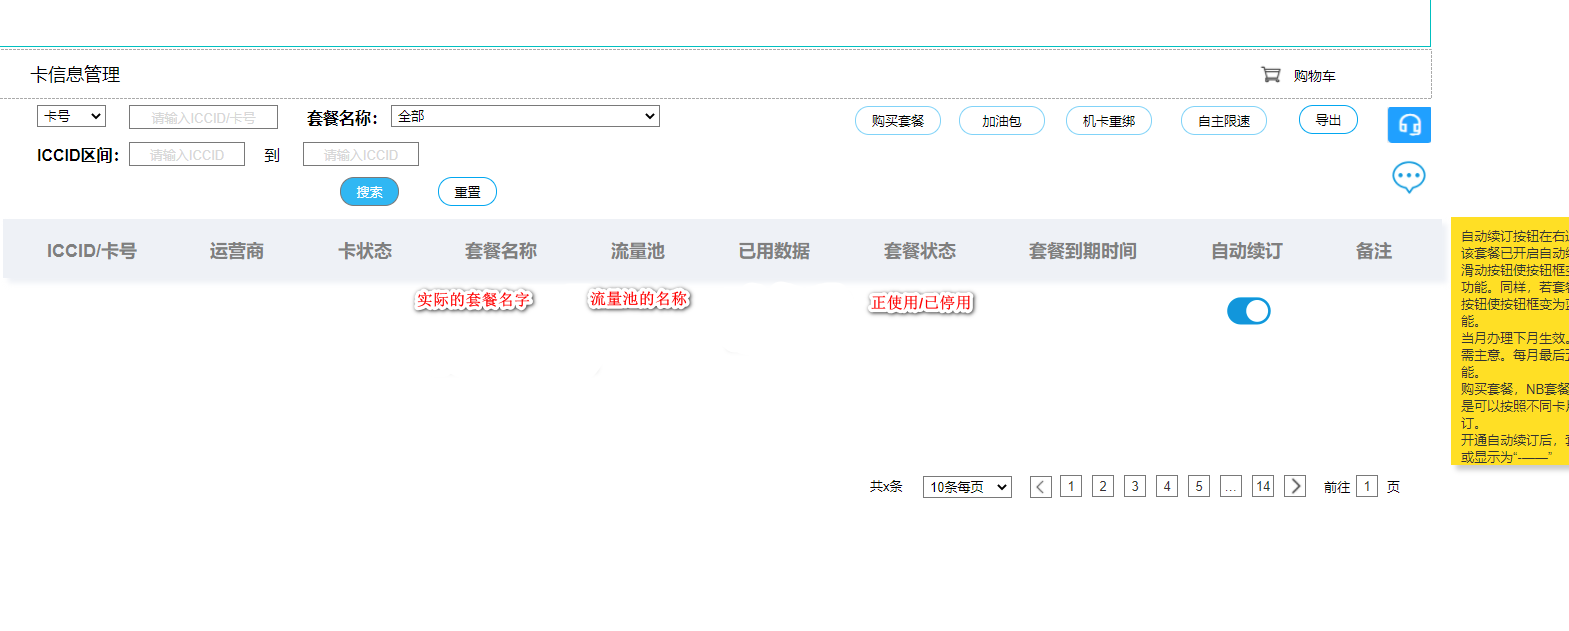 卡信息管理
购物车
卡号 请输入ICCID/卡号 套餐名称： 全部
购买套餐 加油包 机卡重绑 自主限速 导出
ICCID区间： 请输入ICCID 到 请输入ICCID
搜索 重置
ICCID/卡号 运营商 卡状态 套餐名称 流量池 已用数据 套餐状态 套餐到期时间 自动续订 备注
实际的套餐名字 流量池的名称 正使用/已停用
共x条 10条每页 1 2 3 4 5 ... 14 前往 1 页
自动续订按钮在右
该套餐已开启自动
滑动按钮使按钮框
功能。同样，若套
按钮使按钮框变为
能。
当月办理下月生效。
需主意。每月最后
能。
购买套餐，NB套餐
是可以按照不同卡
订。
开通自动续订后，
或显示为“-——”